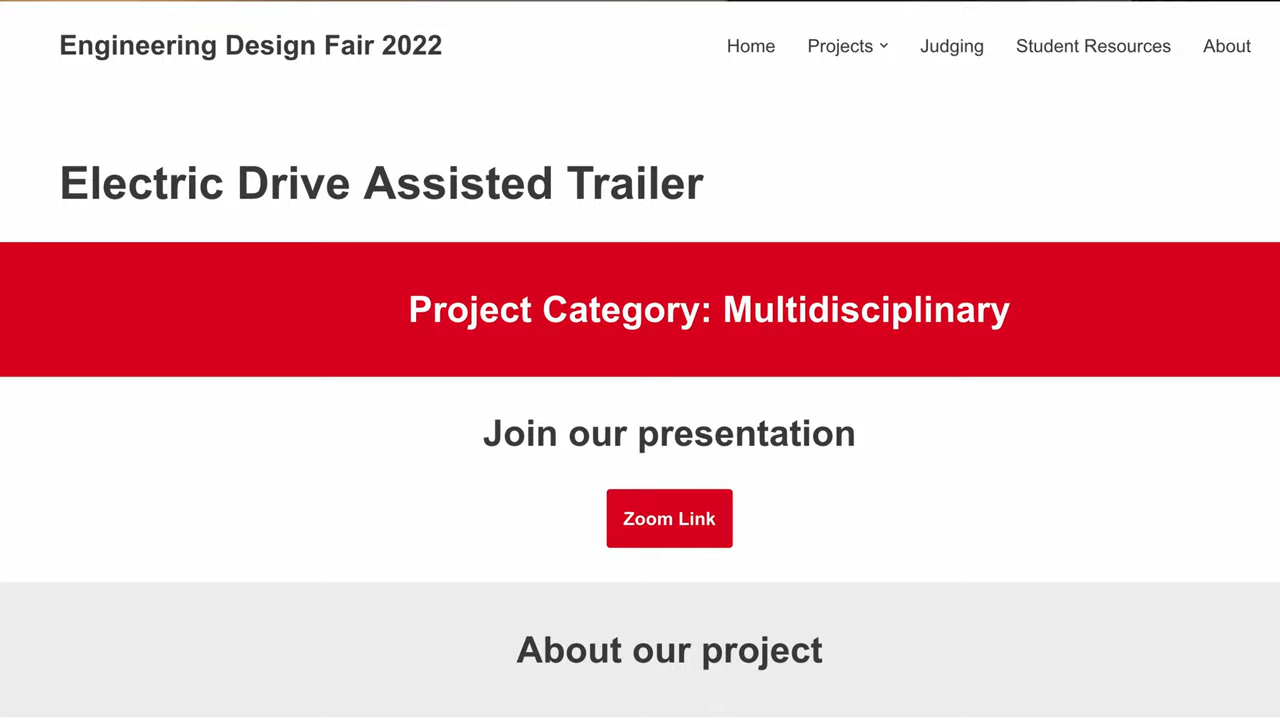 Engineering Design Fair 2022
Home Projects Judging Student Resources About
Electric Drive Assisted Trailer
Project Category: Multidisciplinary
Join our presentation
Zoom Link
About our project